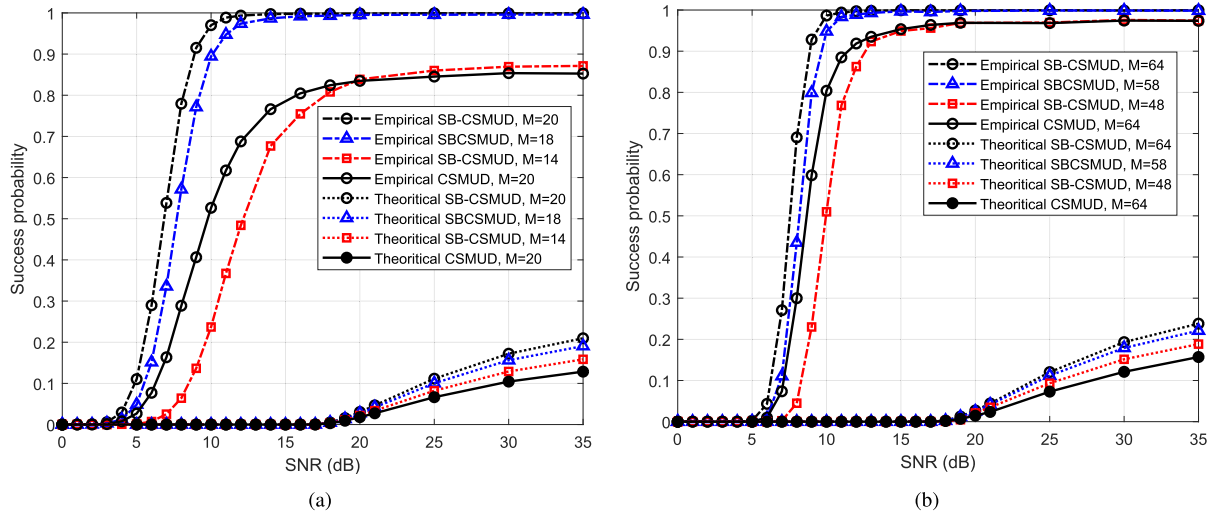 Success probability
1
0.9
0.8
0.7
0.6
0.5
0.4
0.3
0.2
0.1
0
0 5 10 15 20 25 30 35
SNR (dB)
Empirical SB-CSMUD, M=20
Empirical SBCSMUD, M=18
Empirical SB-CSMUD, M=14
Empirical CSMUD, M=20
Theoritical SB-CSMUD, M=20
Theoritical SBCSMUD, M=18
Theoritical SB-CSMUD, M=14
Theoritical CSMUD, M=20
(a)
Success probability
1
0.9
0.8
0.7
0.6
0.5
0.4
0.3
0.2
0.1
0
0 5 10 15 20 25 30 35
SNR (dB)
Empirical SB-CSMUD, M=64
Empirical SBCSMUD, M=58
Empirical SB-CSMUD, M=48
Empirical CSMUD, M=64
Theoritical SB-CSMUD, M=64
Theoritical SBCSMUD, M=58
Theoritical SB-CSMUD, M=48
Theoritical CSMUD, M=64
(b)